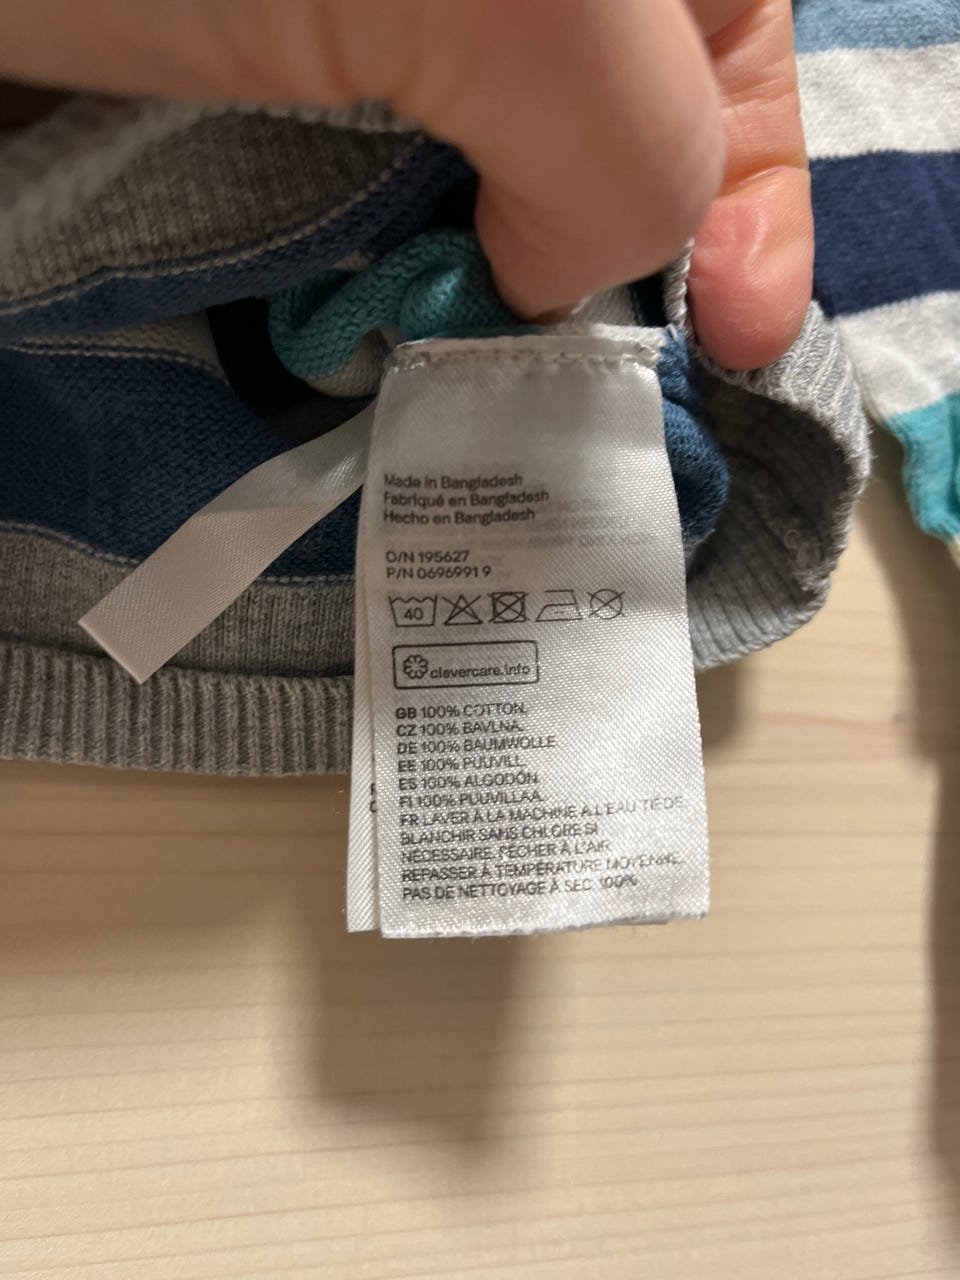 Made in Bangladesh
Fabriqué en Bangladesh
Hecho en Bangladesh
O/N 195627
P/N 0696991 9
40
clevercare.info
GB 100% COTTON.
CZ 100% BAVLNA.
DE 100% BAUMWOLLE
EE 100% PUUVILL.
ES 100% ALGODÓN.
FI 100% PUUVILLAA.
FR LAVER À LA MACHINE À L'EAU TIÈDE.
BLANCHIR SANS CHLORE SI
NÉCESSAIRE. SÉCHER À L'AIR.
REPASSER À TEMPÉRATURE MOYENNE.
PAS DE NETTOYAGE À SEC. 100%